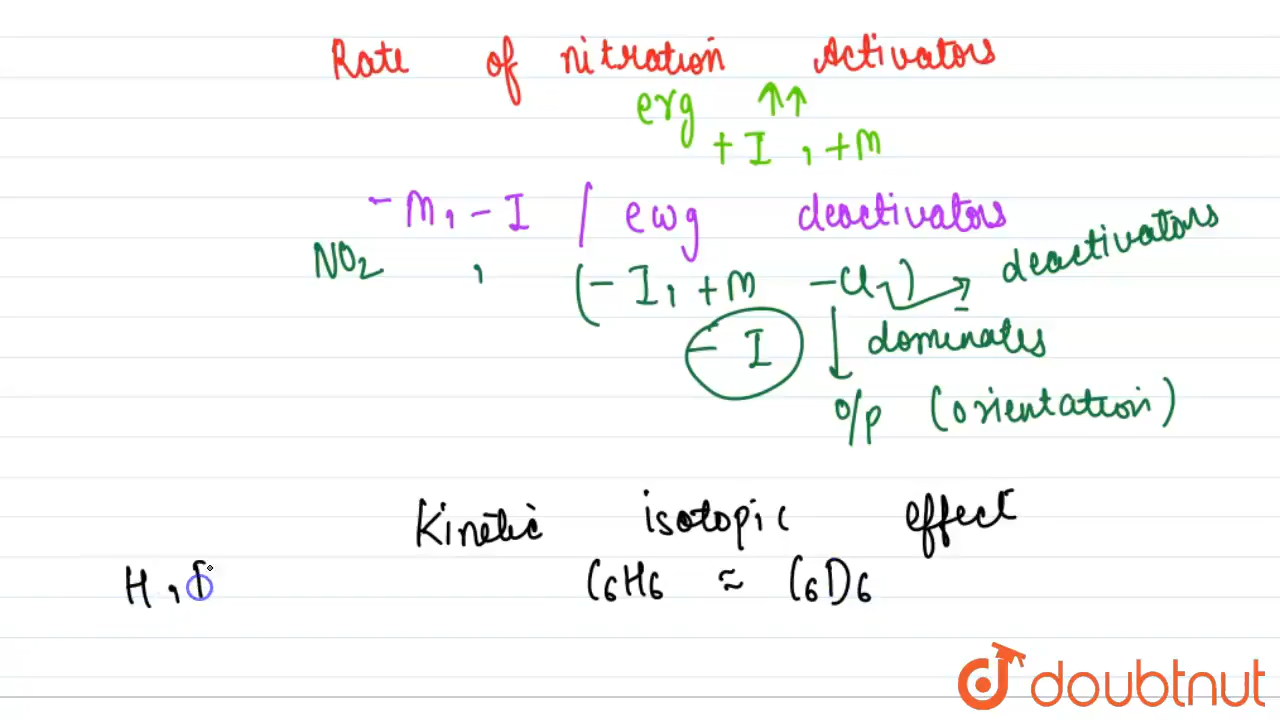 Rate of nitration Activators
erg ↑↑
+ I , + M
- M, - I / ewg deactivators
NO2 , (- I, + M -Cl,) → deactivators
- I ↓ dominates
o/p (orientation)
Kinetic isotopic effect
H, D C6H6 ≈ C6D6
doubtnut